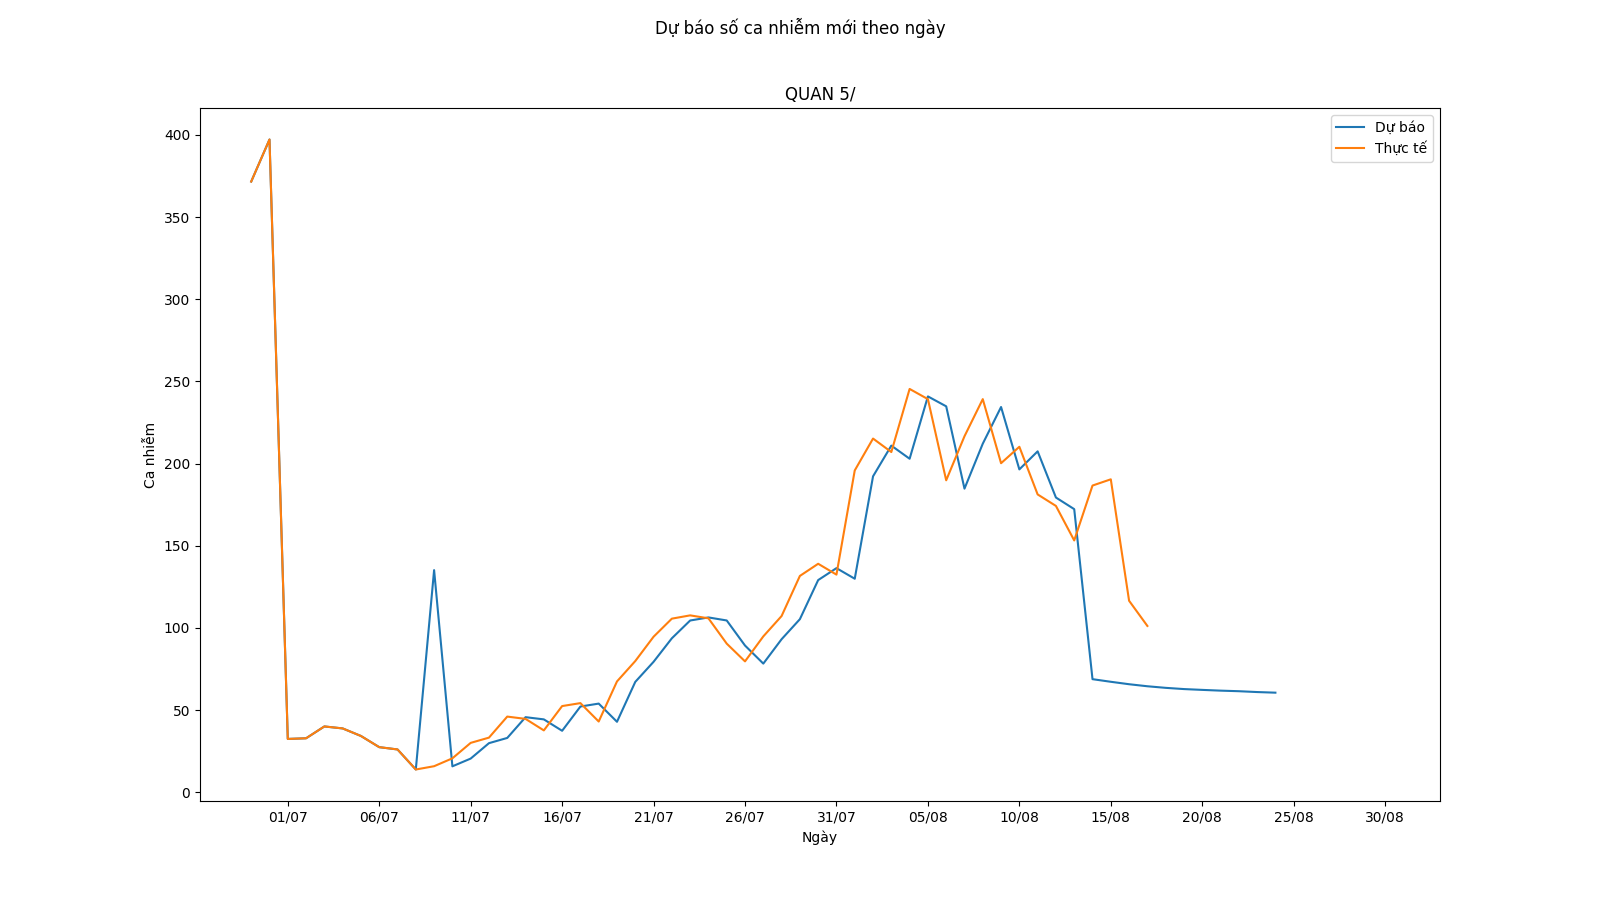 Dự báo số ca nhiễm mới theo ngày
QUAN 5/
Dự báo
Thực tế
400
350
300
250
200
150
100
50
0
Ca nhiễm
01/07 06/07 11/07 16/07 21/07 26/07 31/07 05/08 10/08 15/08 20/08 25/08 30/08
Ngày